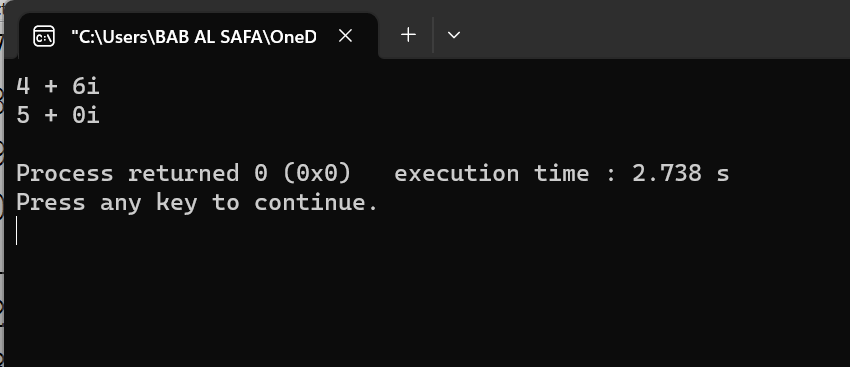 "C:\Users\BAB AL SAFA\OneD
4 + 6i
5 + 0i
Process returned 0 (0x0)   execution time : 2.738 s
Press any key to continue.